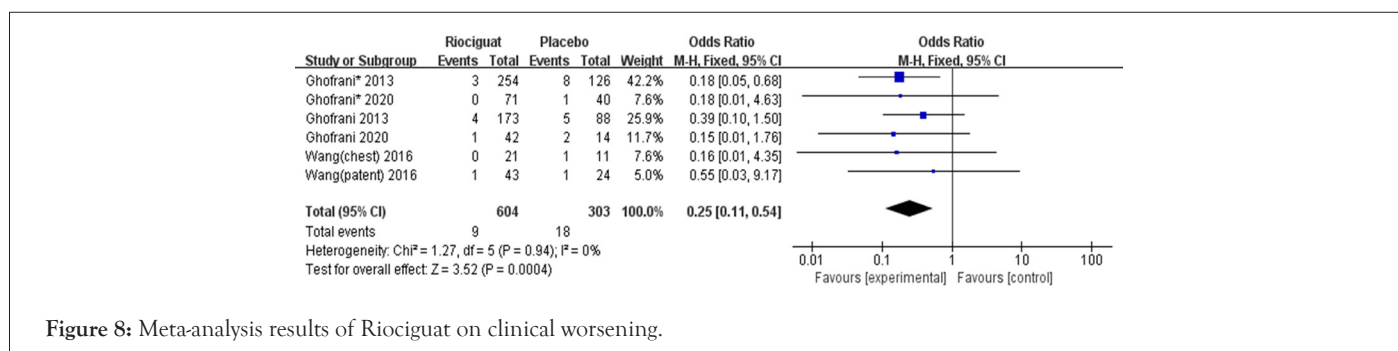 Riociguat Placebo Odds Ratio Odds Ratio
Study or Subgroup Events Total Events Total Weight M-H, Fixed, 95% CI M-H, Fixed, 95% CI
Ghofrani* 2013 3 254 8 126 42.2% 0.18 [0.05, 0.68]
Ghofrani* 2020 0 71 1 40 7.6% 0.18 [0.01, 4.63]
Ghofrani 2013 4 173 5 88 25.9% 0.39 [0.10, 1.50]
Ghofrani 2020 1 42 2 14 11.7% 0.15 [0.01, 1.76]
Wang(chest) 2016 0 21 1 11 7.6% 0.16 [0.01, 4.35]
Wang(patent) 2016 1 43 1 24 5.0% 0.55 [0.03, 9.17]
Total (95% CI) 604 303 100.0% 0.25 [0.11, 0.54]
Total events 9 18
Heterogeneity: Chi² = 1.27, df = 5 (P = 0.94); I² = 0%
Test for overall effect: Z = 3.52 (P = 0.0004)
0.01 0.1 1 10 100
Favours [experimental] Favours [control]
Figure 8: Meta-analysis results of Riociguat on clinical worsening.